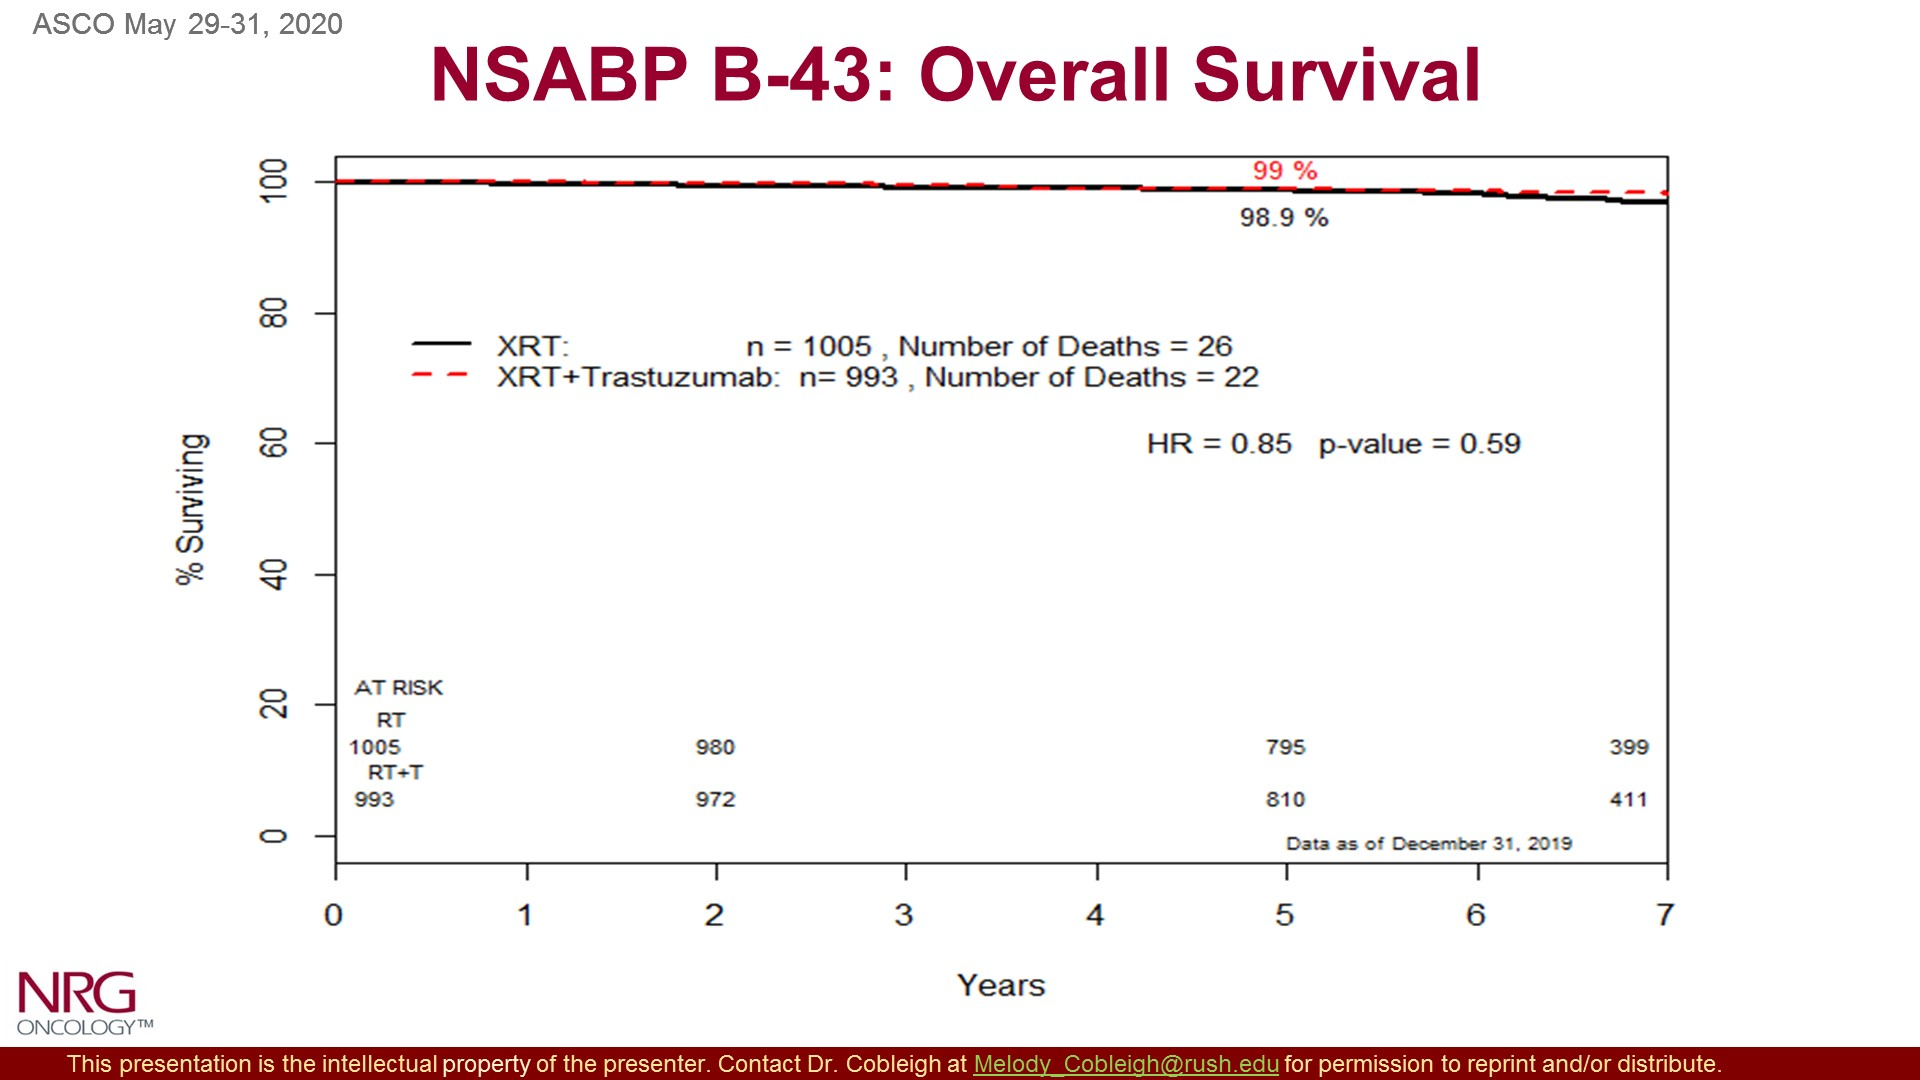 ASCO May 29-31, 2020
NSABP B-43: Overall Survival
99 %
98.9 %
100
80
60
40
20
0
% Surviving
XRT: n = 1005 , Number of Deaths = 26
XRT+Trastuzumab: n= 993 , Number of Deaths = 22
HR = 0.85 p-value = 0.59
AT RISK
RT
1005 980 795 399
RT+T
993 972 810 411
Data as of December 31, 2019
0 1 2 3 4 5 6 7
Years
NRG
ONCOLOGY™
This presentation is the intellectual property of the presenter. Contact Dr. Cobleigh at Melody_Cobleigh@rush.edu for permission to reprint and/or distribute.